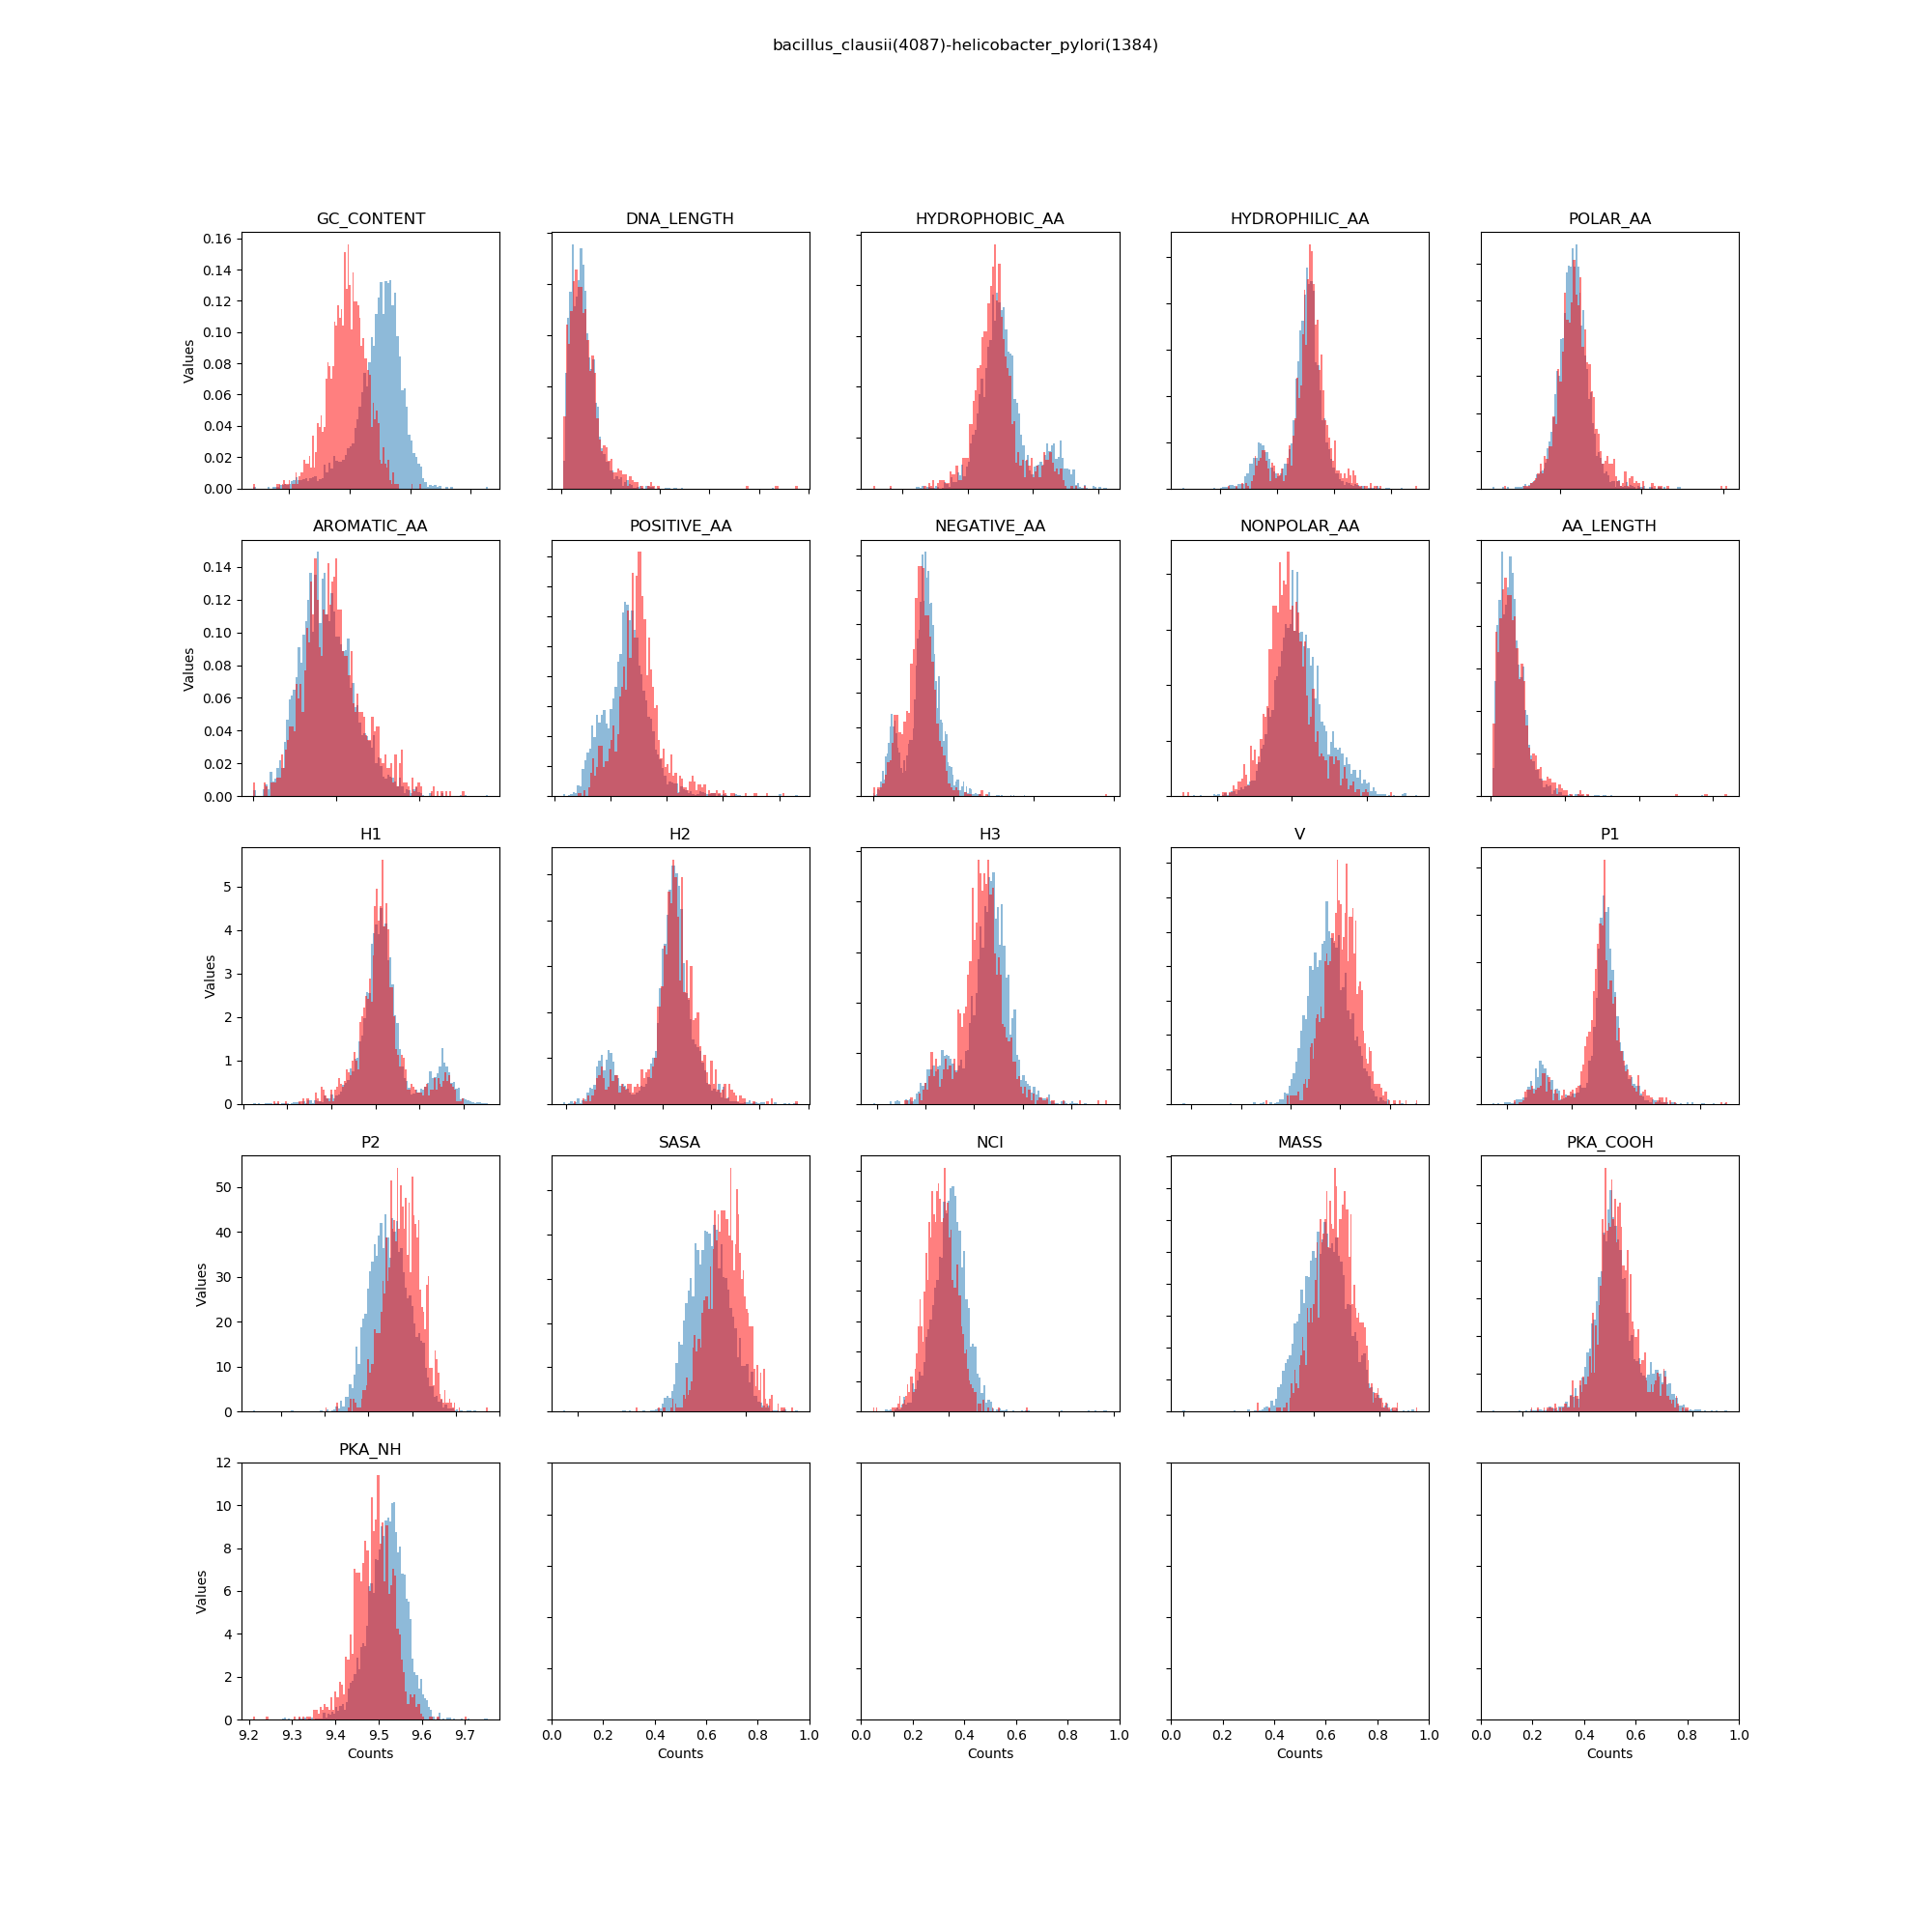 bacillus_clausii(4087)-helicobacter_pylori(1384)
GC_CONTENT DNA_LENGTH HYDROPHOBIC_AA HYDROPHILIC_AA POLAR_AA
0.16
0.14
0.12
0.10
0.08
0.06
0.04
0.02
0.00
Values
AROMATIC_AA POSITIVE_AA NEGATIVE_AA NONPOLAR_AA AA_LENGTH
0.14
0.12
0.10
0.08
0.06
0.04
0.02
0.00
Values
H1 H2 H3 V P1
5
4
3
2
1
0
Values
P2 SASA NCI MASS PKA_COOH
50
40
30
20
10
0
Values
PKA_NH
12
10
8
6
4
2
0
Values
9.2 9.3 9.4 9.5 9.6 9.7 0.0 0.2 0.4 0.6 0.8 1.0 0.0 0.2 0.4 0.6 0.8 1.0 0.0 0.2 0.4 0.6 0.8 1.0 0.0 0.2 0.4 0.6 0.8 1.0
Counts Counts Counts Counts Counts